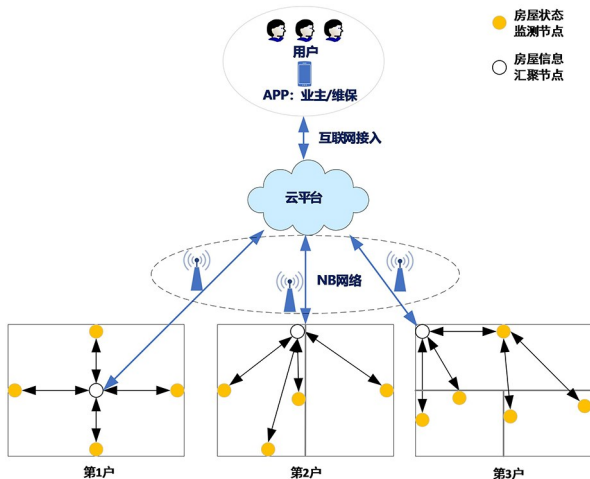 房屋状态
监测节点
房屋信息
汇聚节点
用户
APP：业主/维保
互联网接入
云平台
NB网络
第1户
第2户
第3户